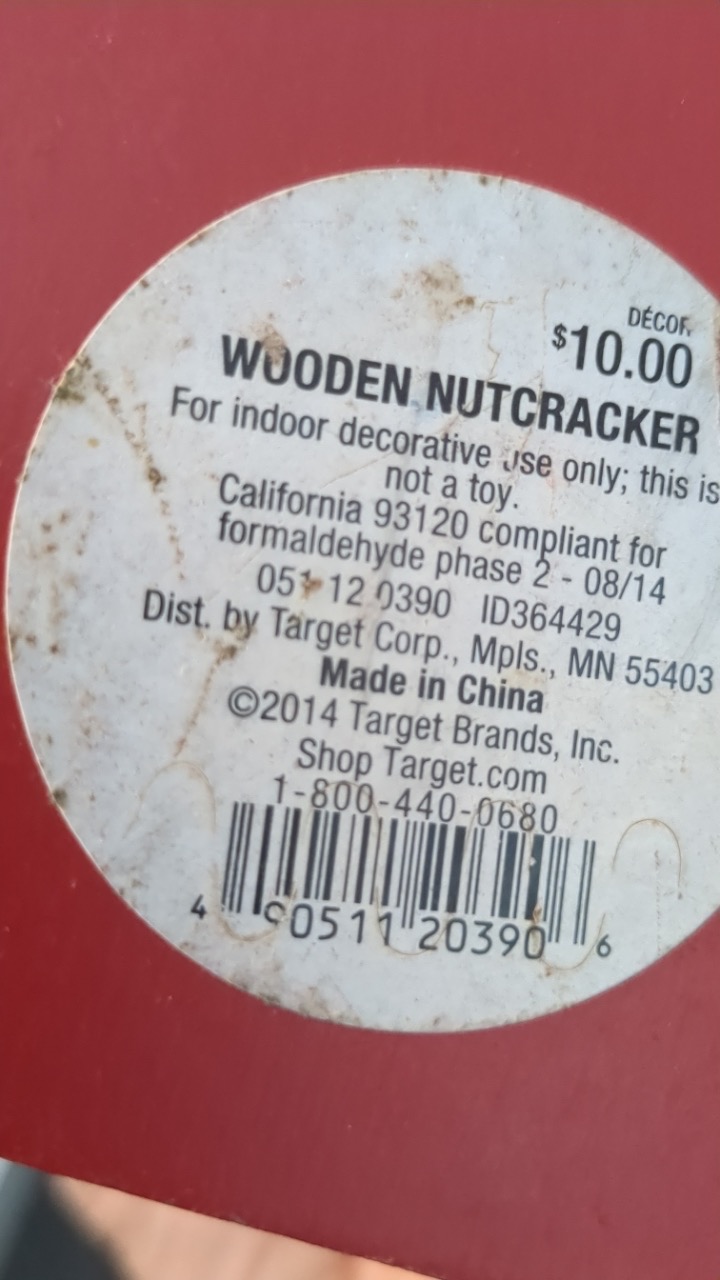 DÉCOR
$10.00
WOODEN NUTCRACKER
For indoor decorative use only; this is
not a toy.
California 93120 compliant for
formaldehyde phase 2 - 08/14
051 12 0390 ID364429
Dist. by Target Corp., Mpls., MN 55403
Made in China
©2014 Target Brands, Inc.
Shop Target.com
1-800-440-0680
4 90511 20390 6